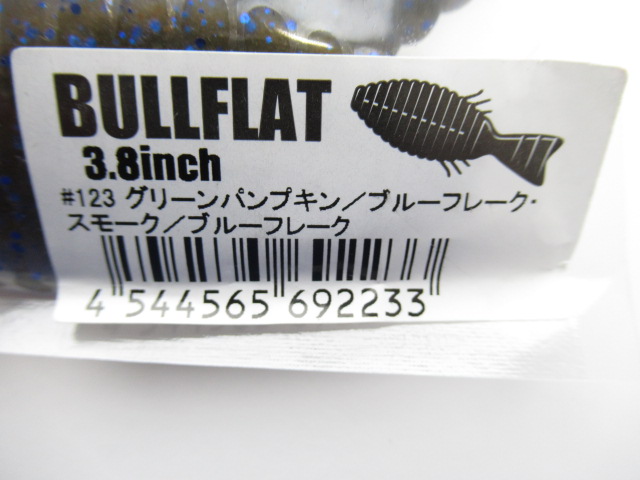 BULLFLAT
3.8inch
#123 グリーンパンプキン／ブルーフレーク・
スモーク／ブルーフレーク
4 544565 692233